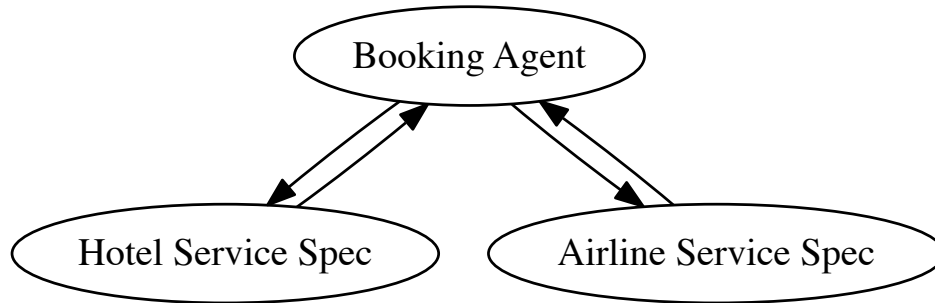 Booking Agent
Hotel Service Spec
Airline Service Spec